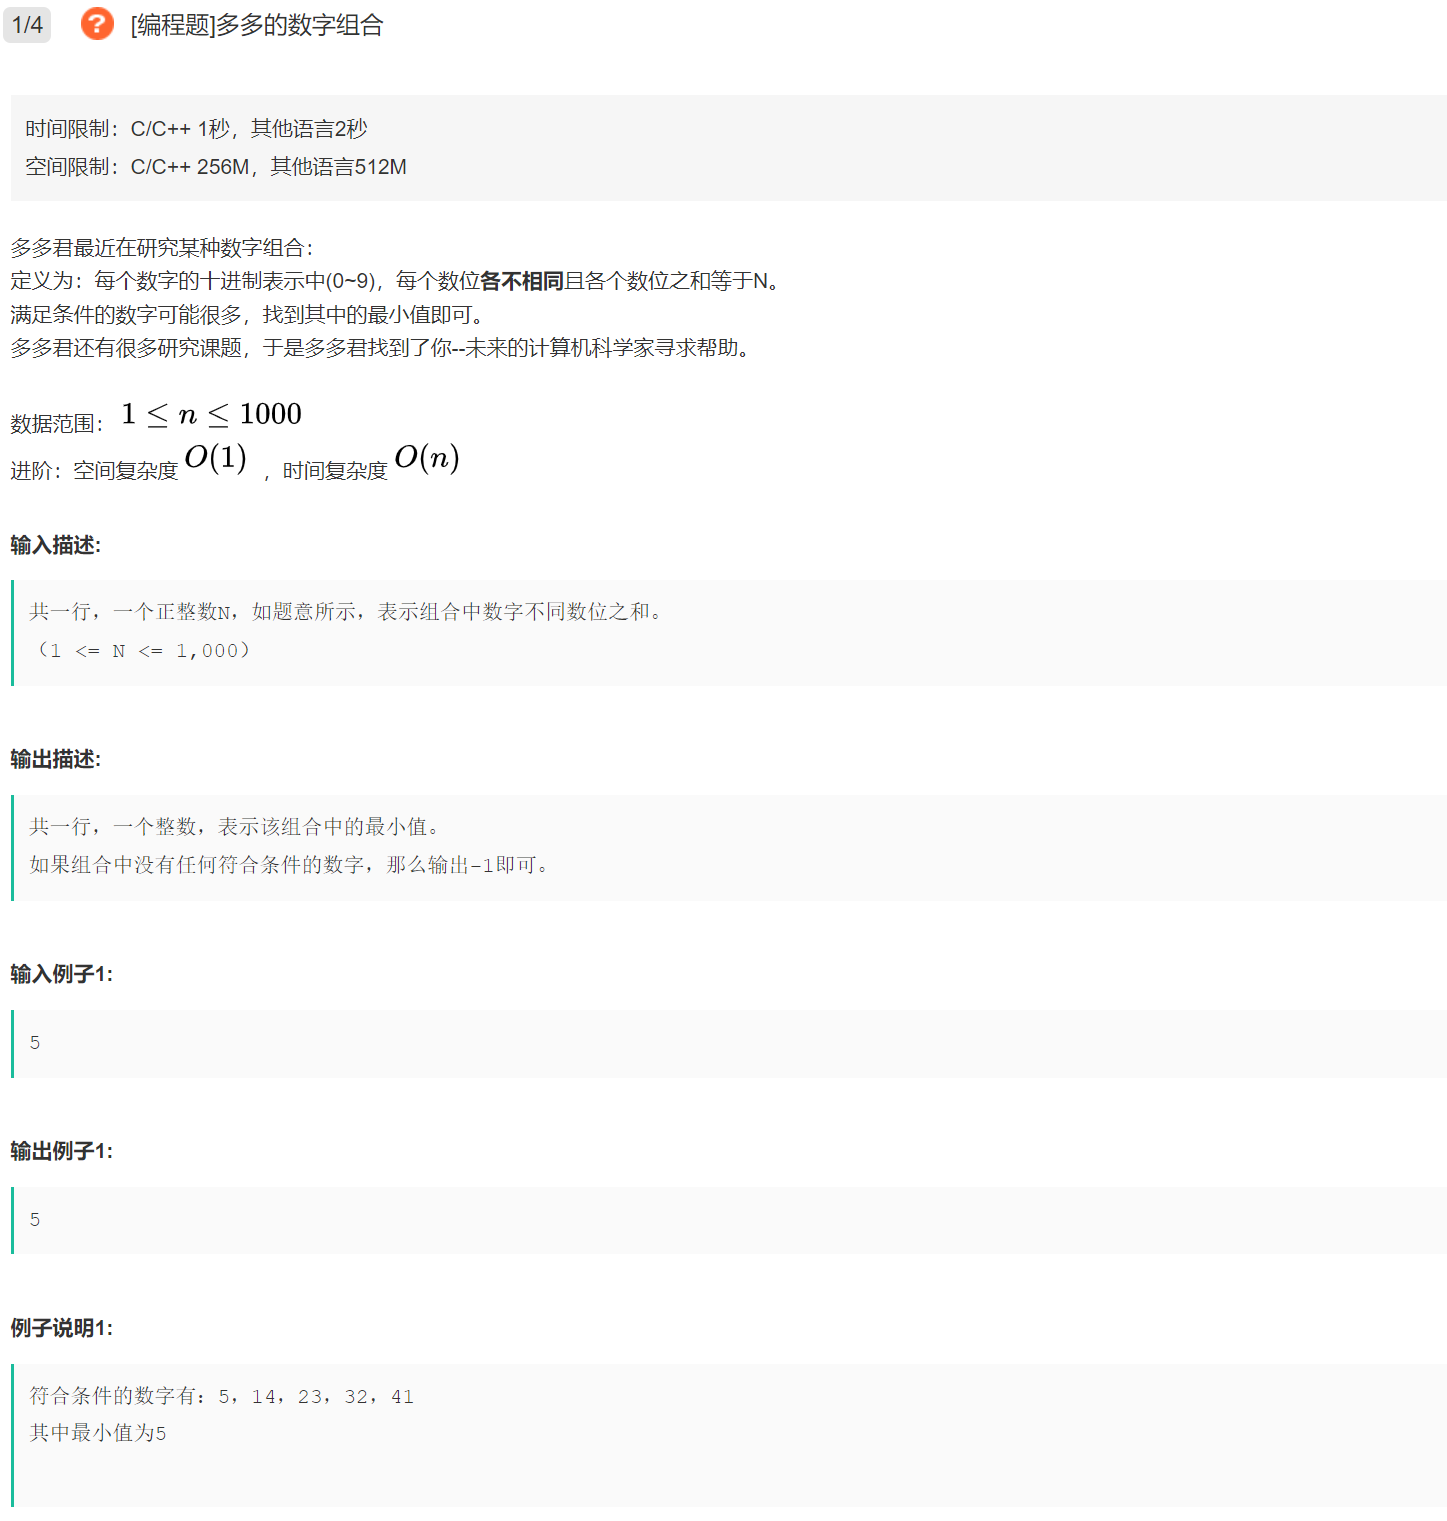 1/4 ? [编程题]多多的数字组合
时间限制：C/C++ 1秒，其他语言2秒
空间限制：C/C++ 256M，其他语言512M
多多君最近在研究某种数字组合：
定义为：每个数字的十进制表示中(0~9)，每个数位各不相同且各个数位之和等于N。
满足条件的数字可能很多，找到其中的最小值即可。
多多君还有很多研究课题，于是多多君找到了你--未来的计算机科学家寻求帮助。
数据范围：1 ≤ n ≤ 1000
进阶：空间复杂度 O(1) ，时间复杂度 O(n)
输入描述:
共一行，一个正整数N，如题意所示，表示组合中数字不同数位之和。
（1 <= N <= 1,000）
输出描述:
共一行，一个整数，表示该组合中的最小值。
如果组合中没有任何符合条件的数字，那么输出-1即可。
输入例子1:
5
输出例子1:
5
例子说明1:
符合条件的数字有：5，14，23，32，41
其中最小值为5